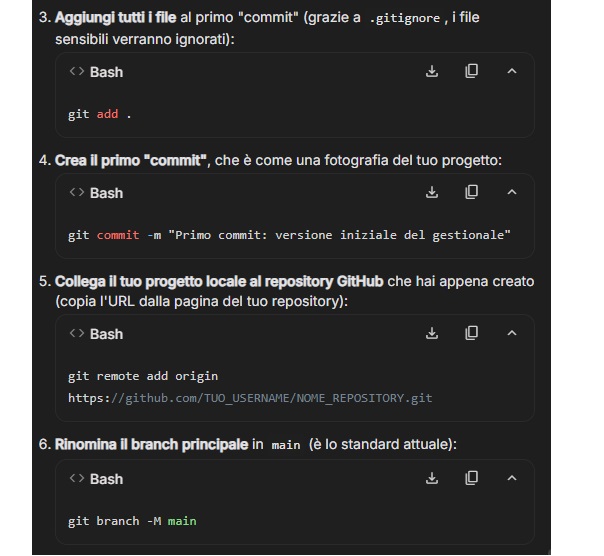 3. Aggiungi tutti i file al primo "commit" (grazie a .gitignore, i file
sensibili verranno ignorati):
<> Bash
git add .
4. Crea il primo "commit", che è come una fotografia del tuo progetto:
<> Bash
git commit -m "Primo commit: versione iniziale del gestionale"
5. Collega il tuo progetto locale al repository GitHub che hai appena creato
(copia l'URL dalla pagina del tuo repository):
<> Bash
git remote add origin
https://github.com/TUO_USERNAME/NOME_REPOSITORY.git
6. Rinomina il branch principale in main (è lo standard attuale):
<> Bash
git branch -M main